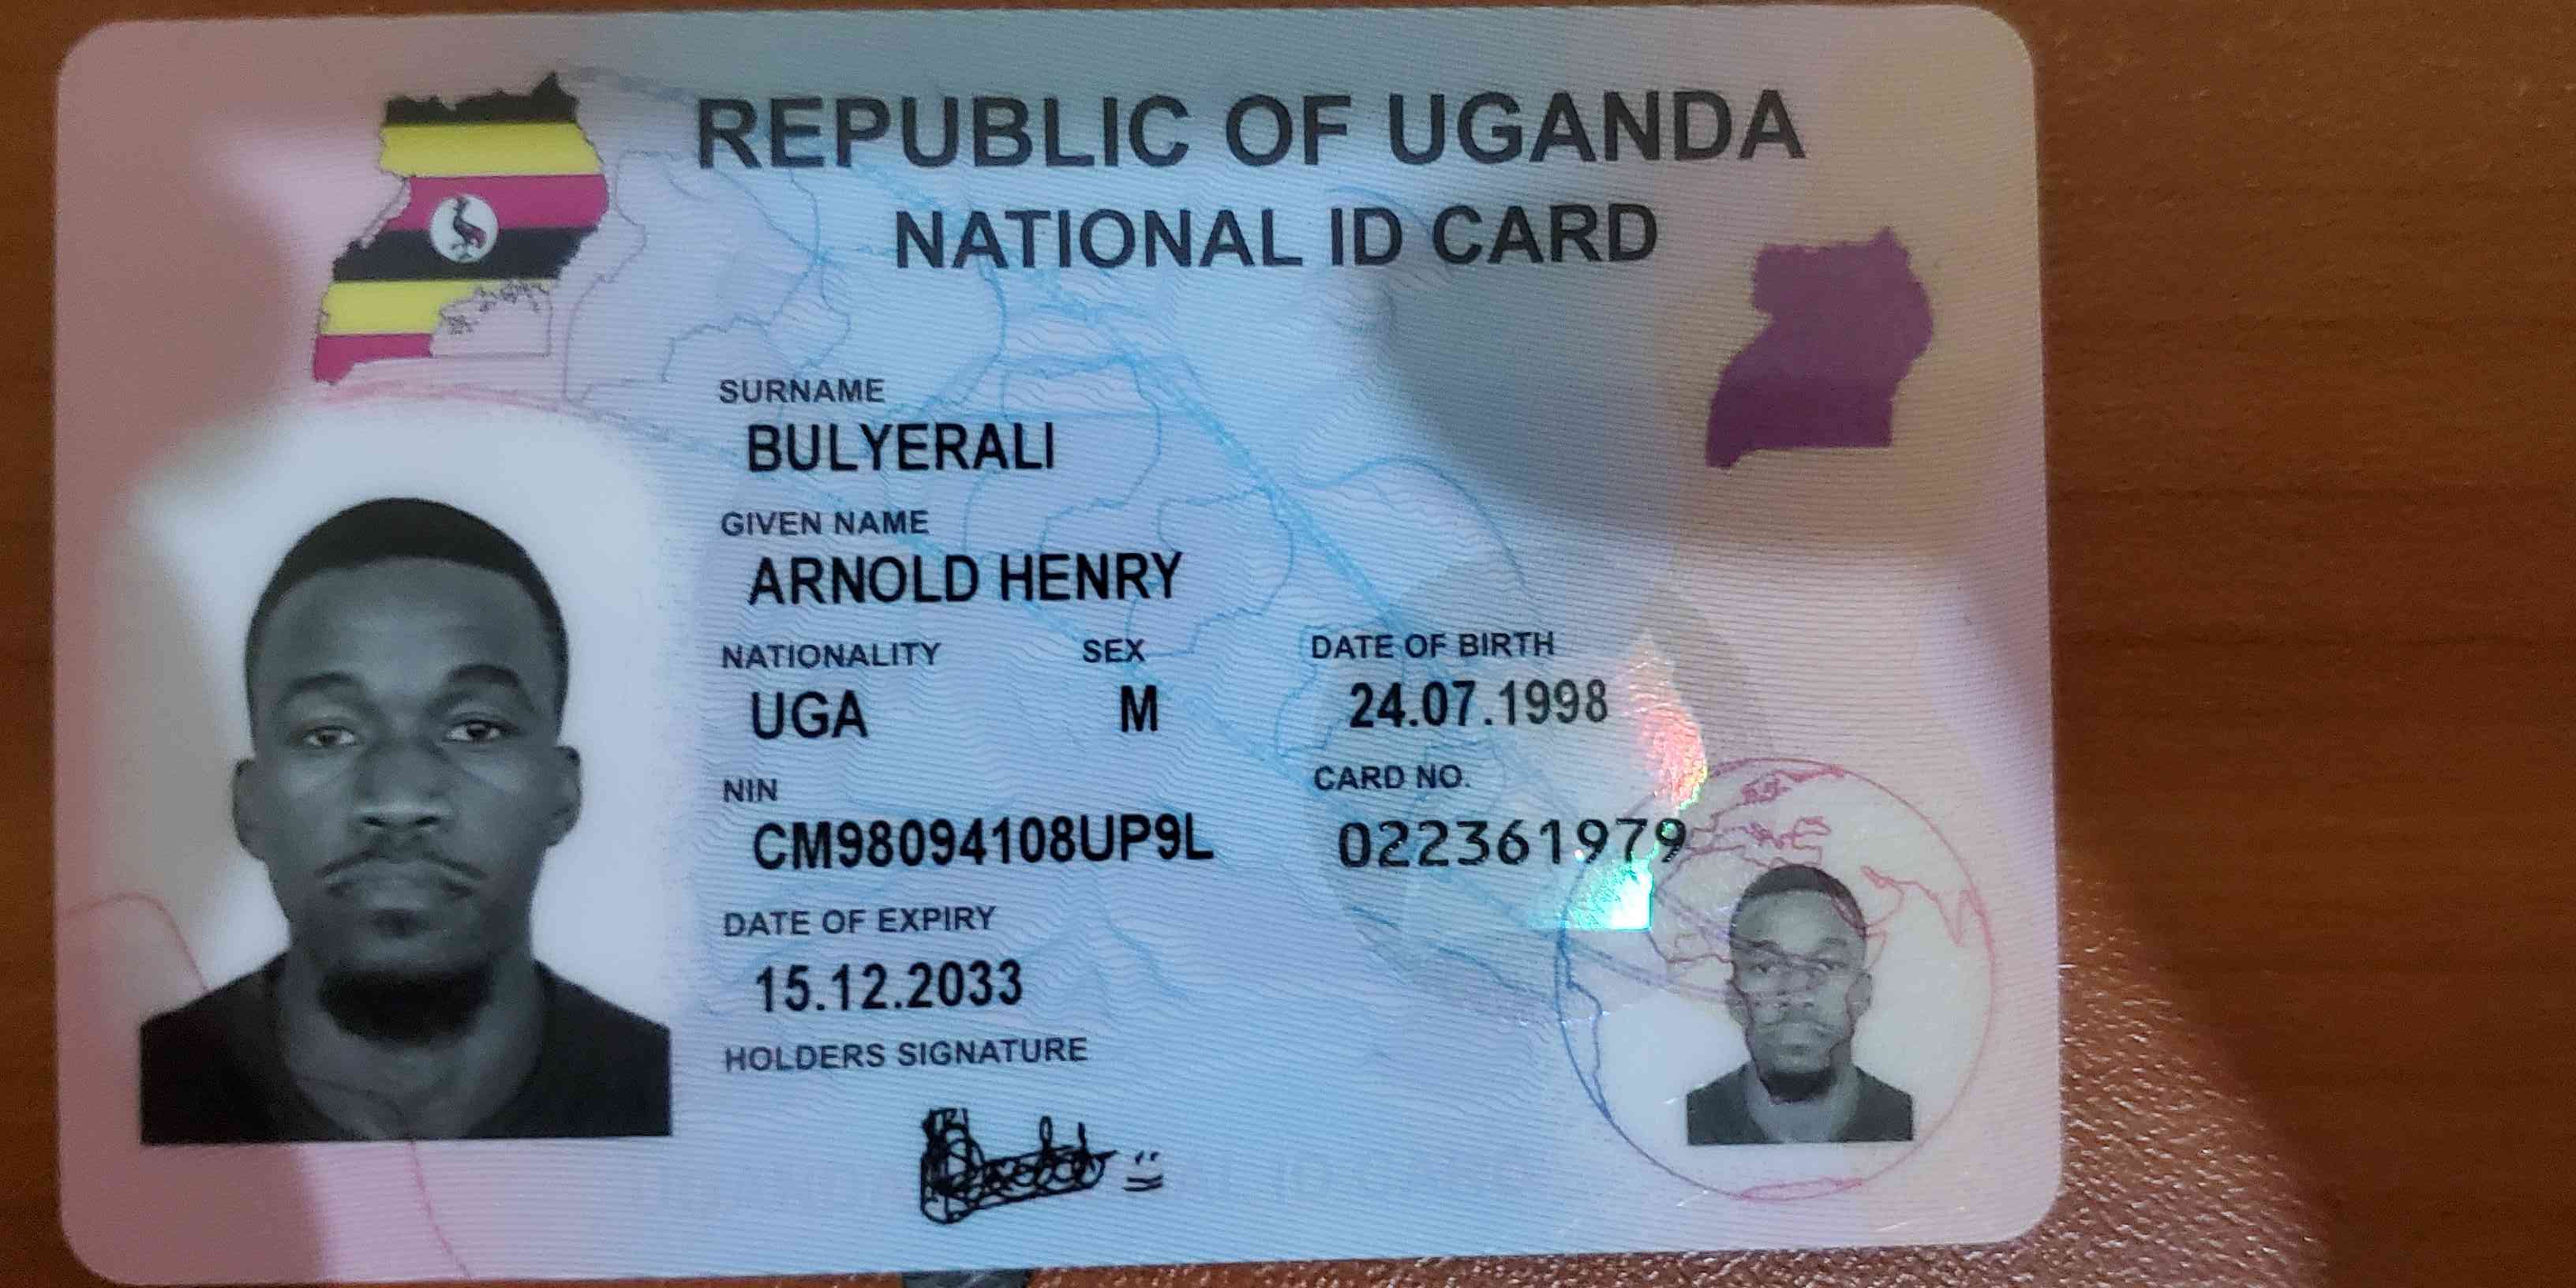 REPUBLIC OF UGANDA
NATIONAL ID CARD
SURNAME
BULYERALI
GIVEN NAME
ARNOLD HENRY
NATIONALITY SEX DATE OF BIRTH
UGA M 24.07.1998
NIN CARD NO.
CM98094108UP9L 022361979
DATE OF EXPIRY
15.12.2033
HOLDERS SIGNATURE